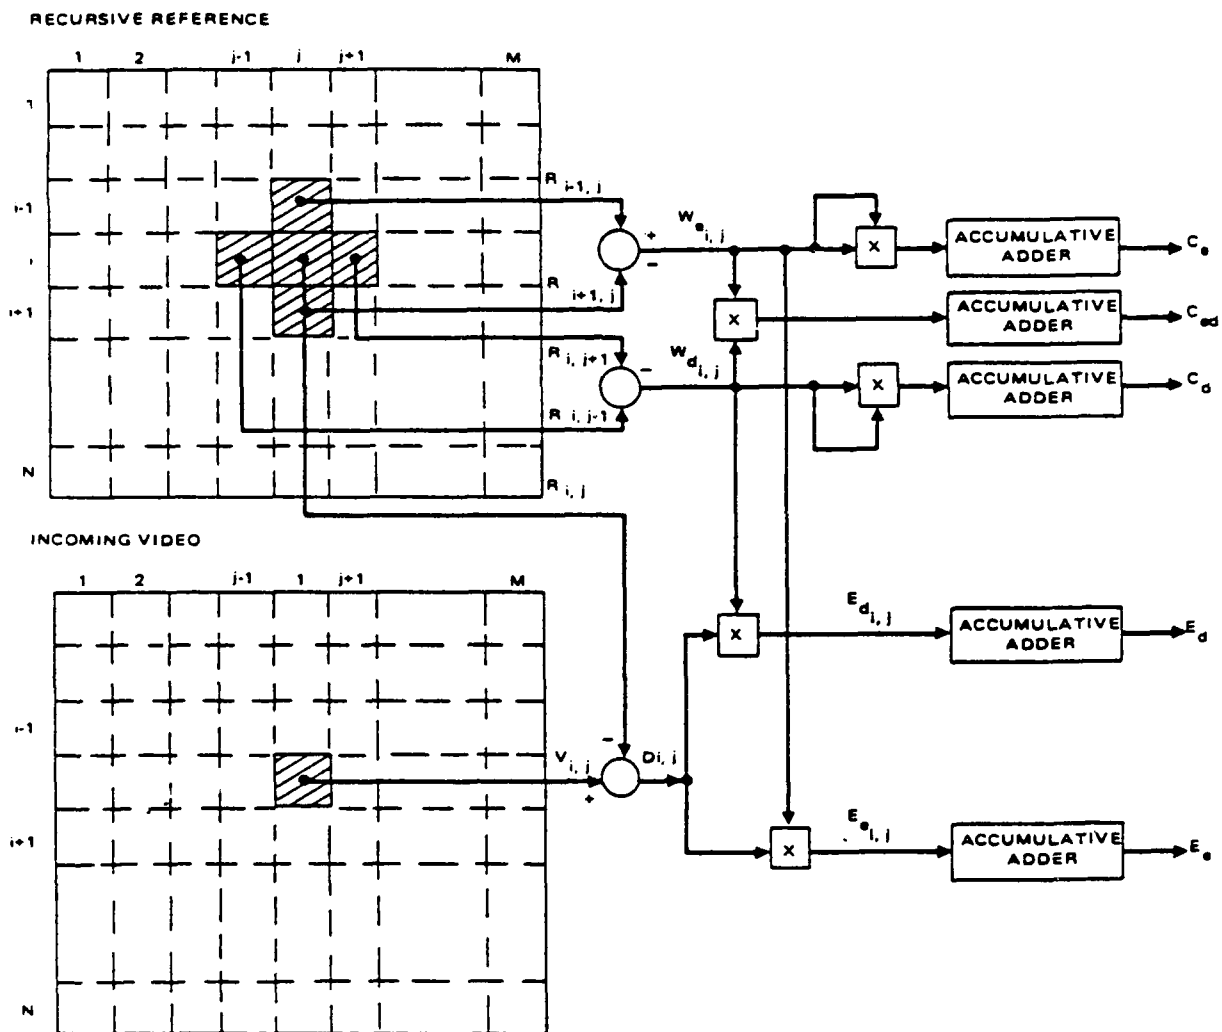 RECURSIVE REFERENCE
1 2 j-1 j j+1 M
1
R i-1, j
i-1
W e i, j
+
−
X
ACCUMULATIVE ADDER
C e
R i+1, j
i+1
X
ACCUMULATIVE ADDER
C ed
R i, j+1
W d i, j
−
X
ACCUMULATIVE ADDER
C d
R i, j-1
N
R i, j
INCOMING VIDEO
1 2 j-1 1 j+1 M
E d i, j
X
ACCUMULATIVE ADDER
E d
i-1
−
V i, j
+
Di, j
i+1
E e i, j
X
ACCUMULATIVE ADDER
E e
N